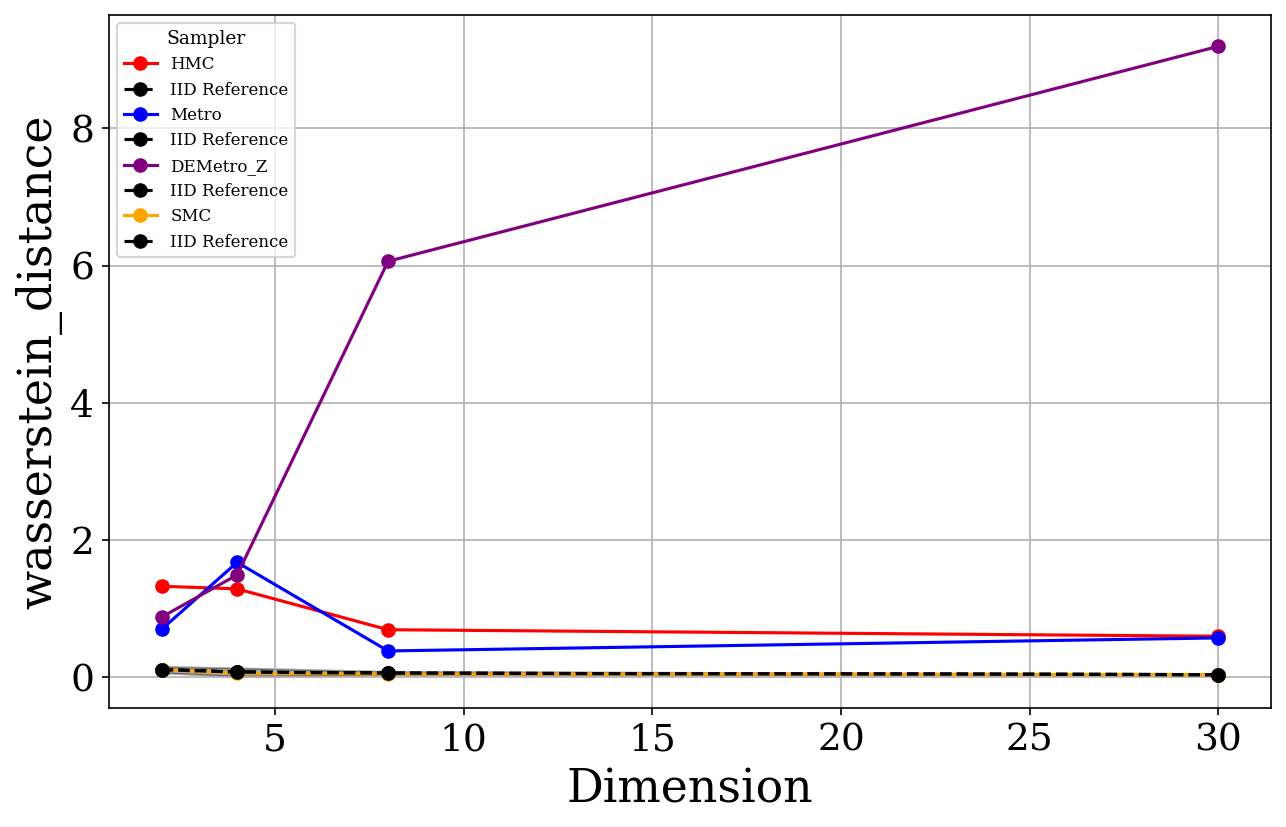 Sampler
HMC
IID Reference
Metro
IID Reference
DEMetro_Z
IID Reference
SMC
IID Reference
wasserstein_distance
8
6
4
2
0
5 10 15 20 25 30
Dimension